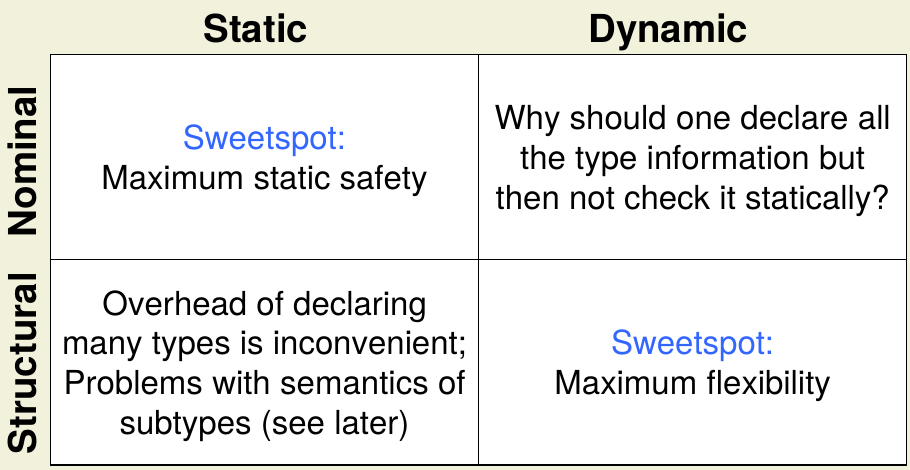 Static
Dynamic
Nominal
Sweetspot:
Maximum static safety
Why should one declare all
the type information but
then not check it statically?
Structural
Overhead of declaring
many types is inconvenient;
Problems with semantics of
subtypes (see later)
Sweetspot:
Maximum flexibility